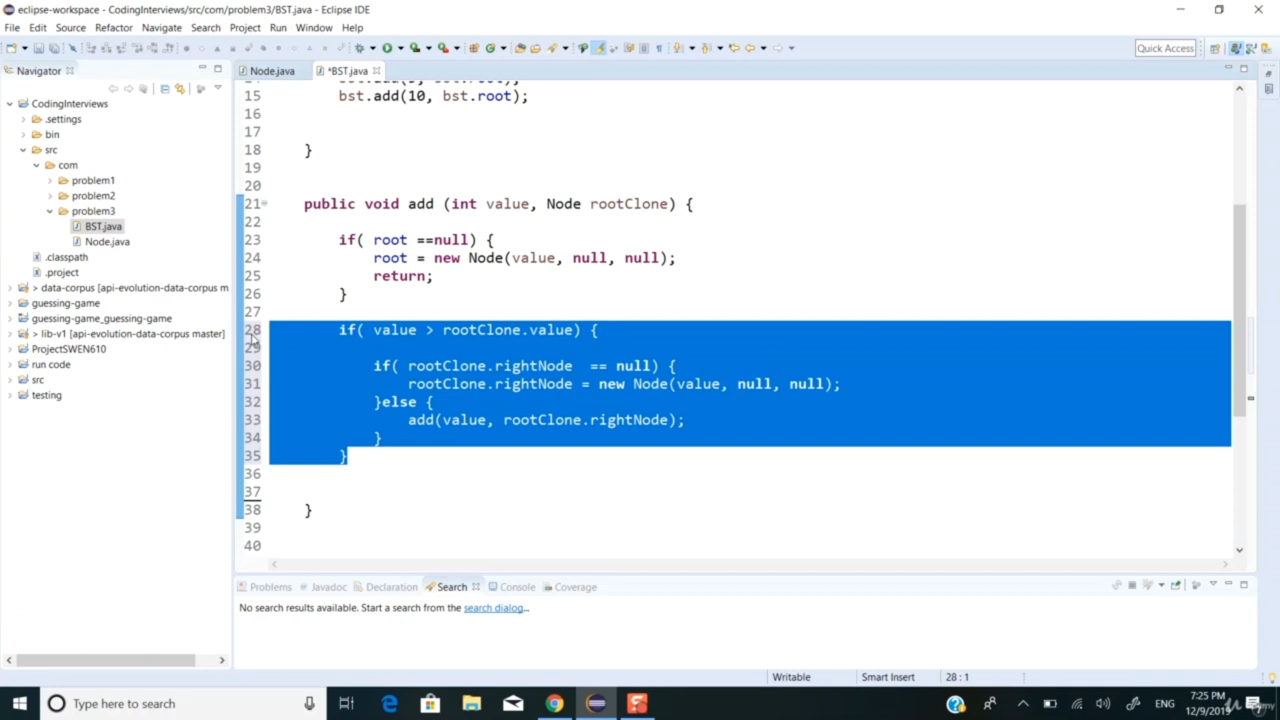 eclipse-workspace - CodingInterviews/src/com/problem3/BST.java - Eclipse IDE
File Edit Source Refactor Navigate Search Project Run Window Help
Quick Access
Navigator
Node.java
*BST.java
CodingInterviews
.settings
bin
src
com
problem1
problem2
problem3
BST.java
Node.java
.classpath
.project
> data-corpus [api-evolution-data-corpus m
guessing-game
guessing-game_guessing-game
> lib-v1 [api-evolution-data-corpus master]
ProjectSWEN610
run code
src
testing
15 bst.add(10, bst.root);
16
17
18 }
19
20
21 public void add (int value, Node rootClone) {
22
23 if( root ==null) {
24 root = new Node(value, null, null);
25 return;
26 }
27
28 if( value > rootClone.value) {
29
30 if( rootClone.rightNode == null) {
31 rootClone.rightNode = new Node(value, null, null);
32 }else {
33 add(value, rootClone.rightNode);
34 }
35 }
36
37
38 }
39
40
Problems Javadoc Declaration Search Console Coverage
No search results available. Start a search from the search dialog...
Writable Smart Insert 28 : 1
Type here to search
ENG
7:25 PM
12/9/2019